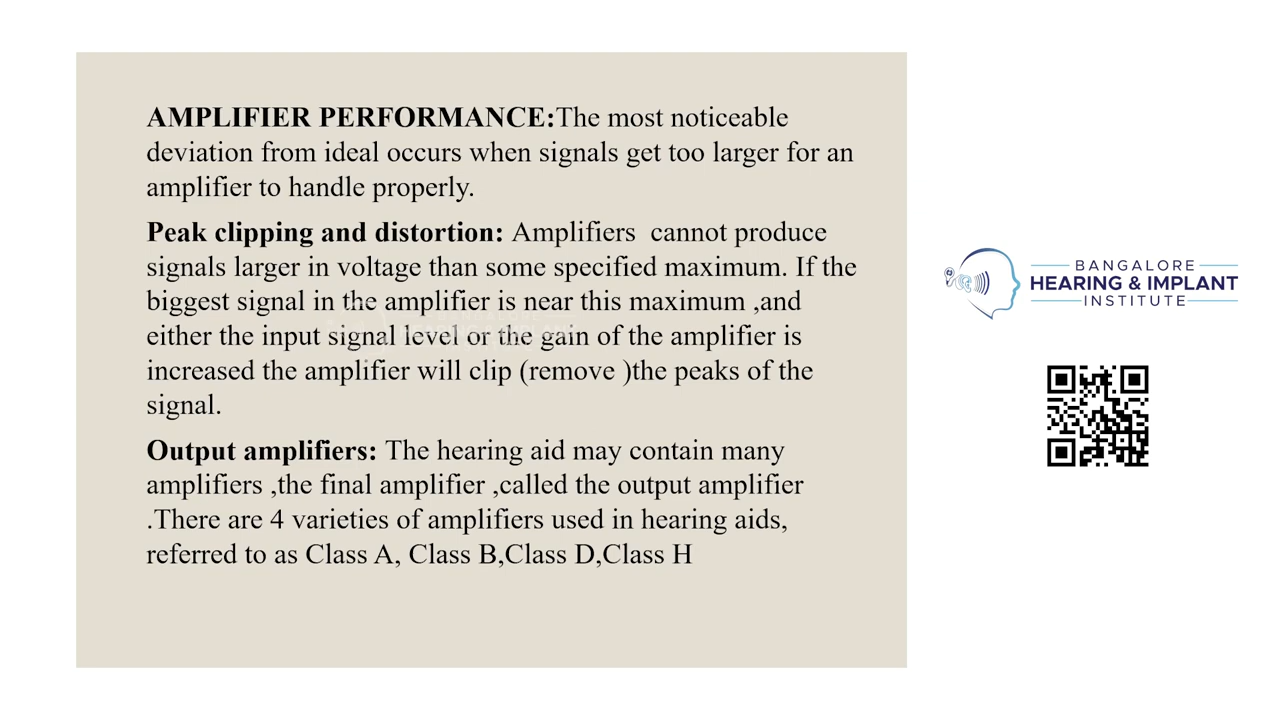 AMPLIFIER PERFORMANCE:The most noticeable
deviation from ideal occurs when signals get too larger for an
amplifier to handle properly.
Peak clipping and distortion: Amplifiers  cannot produce
signals larger in voltage than some specified maximum. If the
biggest signal in the amplifier is near this maximum ,and
either the input signal level or the gain of the amplifier is
increased the amplifier will clip (remove )the peaks of the
signal.
Output amplifiers: The hearing aid may contain many
amplifiers ,the final amplifier ,called the output amplifier
.There are 4 varieties of amplifiers used in hearing aids,
referred to as Class A, Class B,Class D,Class H
BANGALORE
HEARING & IMPLANT
INSTITUTE